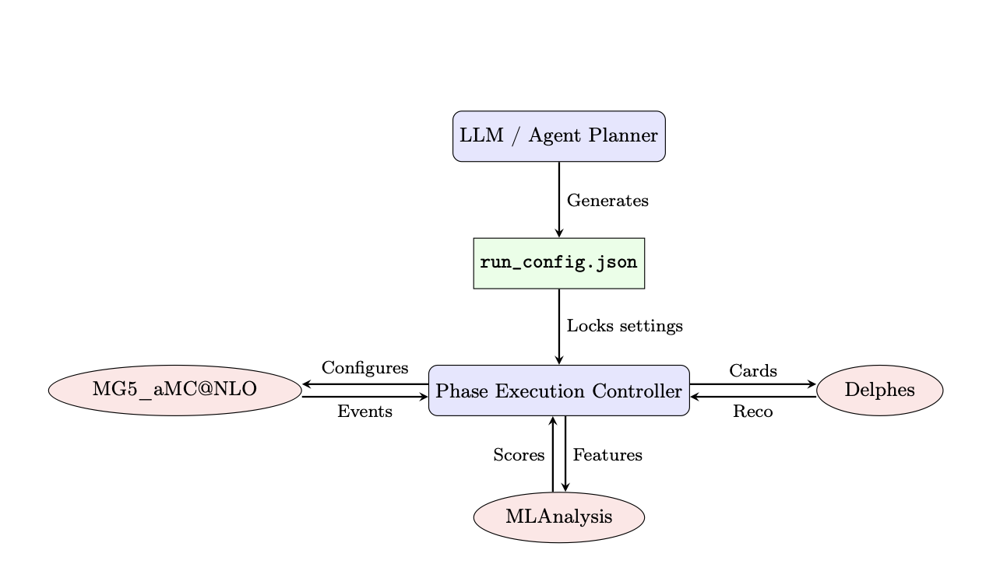 LLM / Agent Planner
Generates
run_config.json
Locks settings
Configures
Cards
MG5_aMC@NLO
Phase Execution Controller
Delphes
Events
Reco
Scores
Features
MLAnalysis